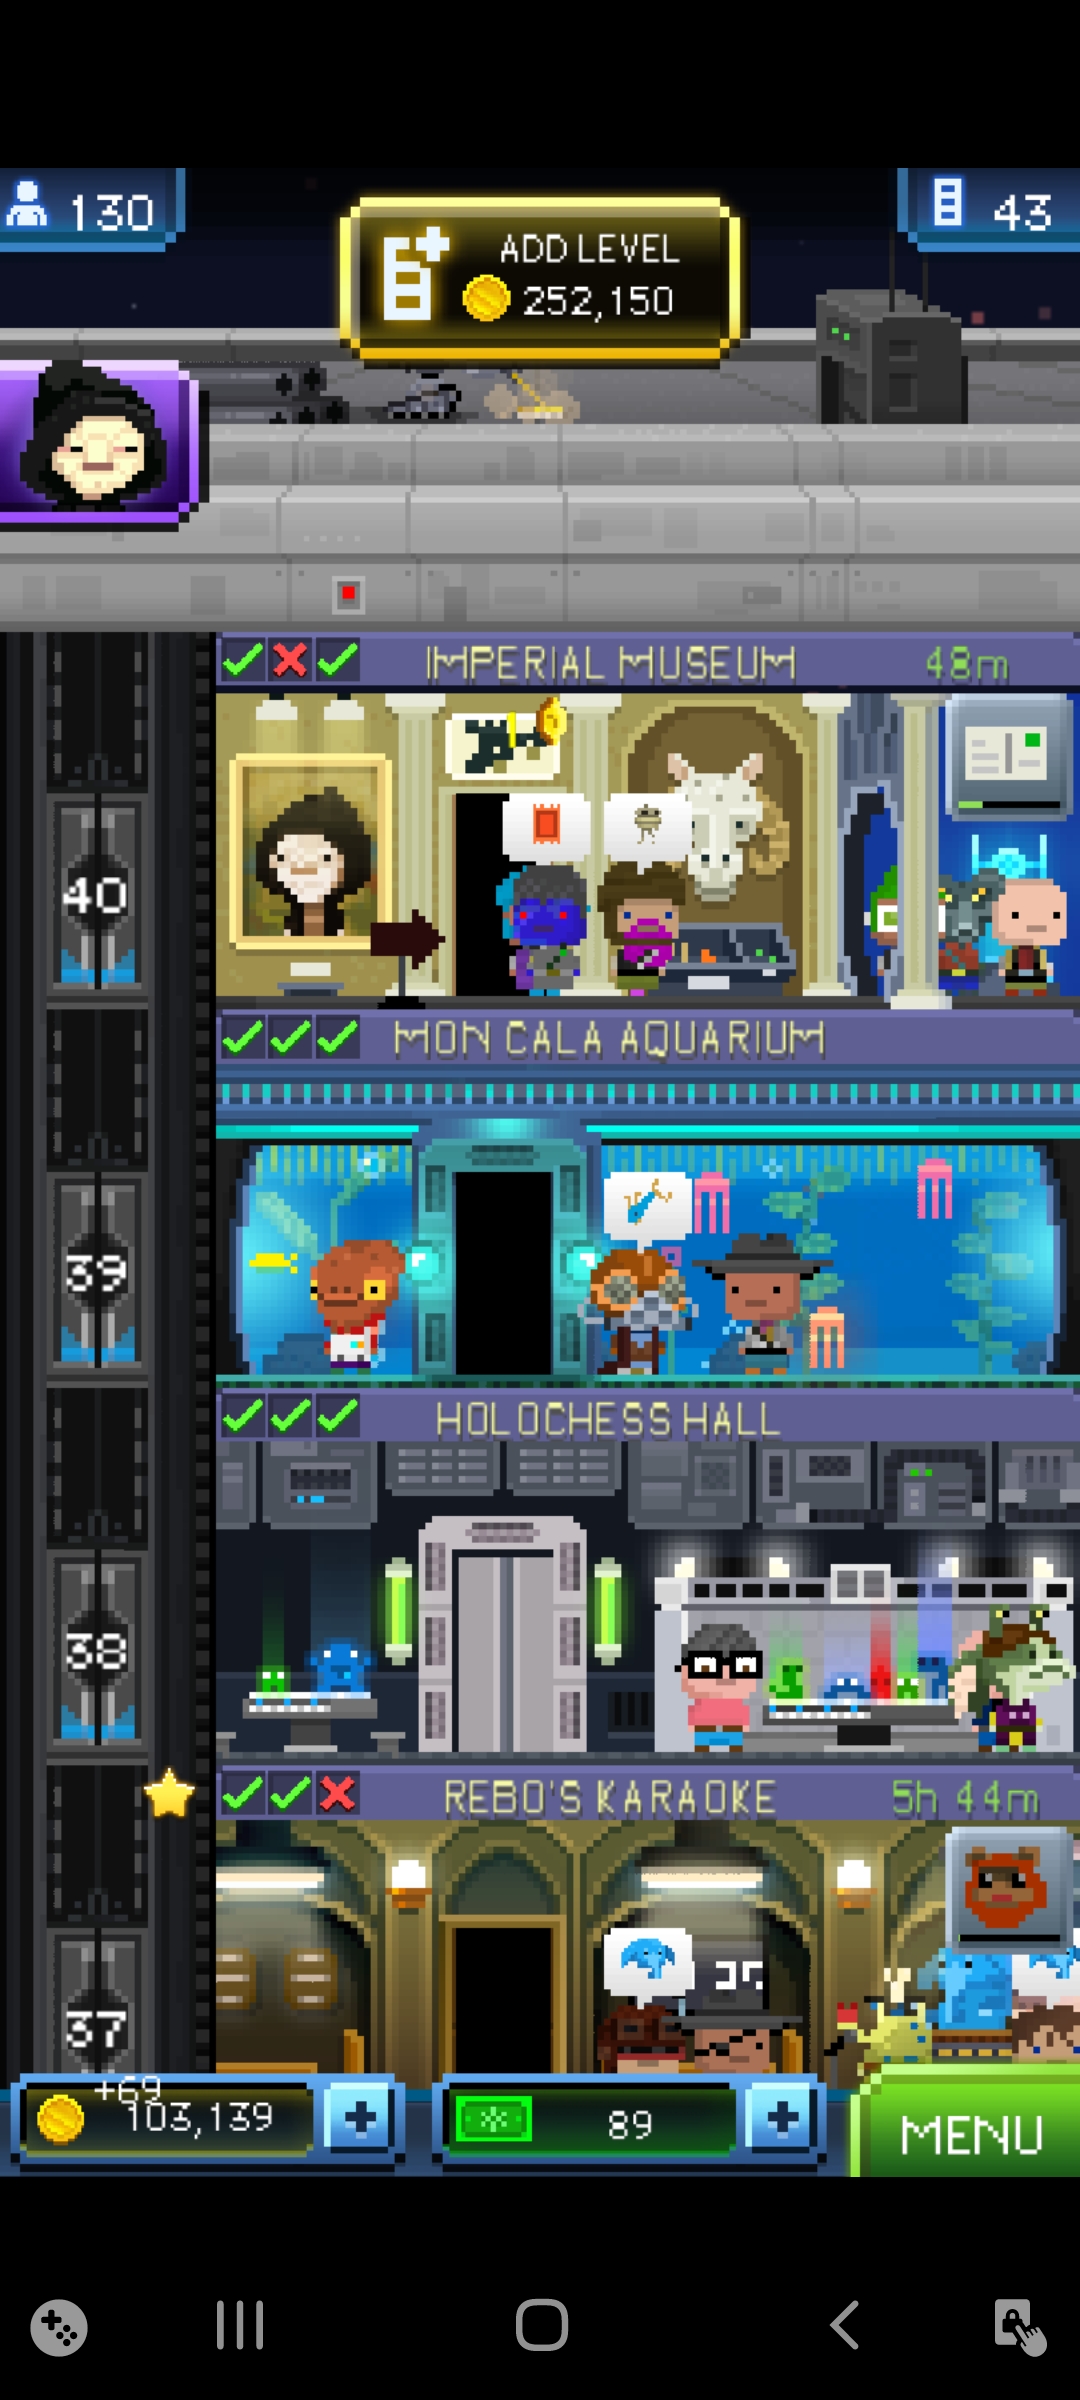 130
ADD LEVEL
252,150
43
IMPERIAL MUSEUM
48m
40
MON CALA AQUARIUM
39
HOLOCHESS HALL
38
REBO'S KARAOKE
5h 44m
37
+69
103,139
89
MENU